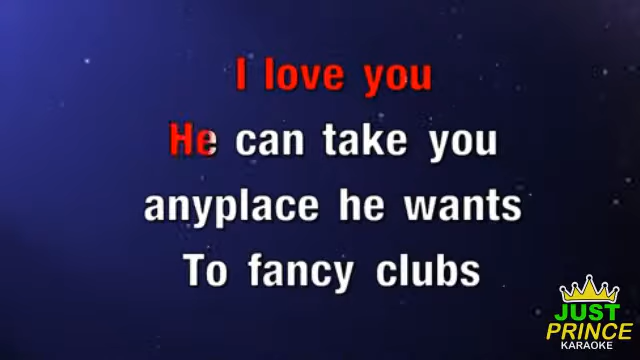 I love you
He can take you
anyplace he wants
To fancy clubs
JUST
PRINCE
KARAOKE